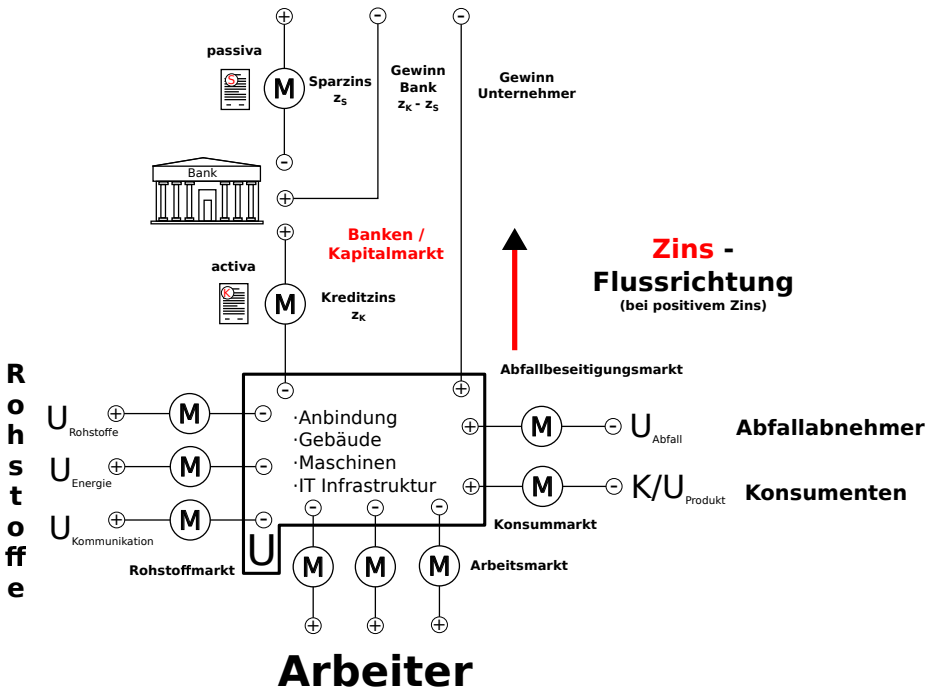 passiva
S
M
Sparzins
zS
Gewinn
Bank
zK - zS
Gewinn
Unternehmer
Bank
Banken /
Kapitalmarkt
Zins -
Flussrichtung
(bei positivem Zins)
activa
K
M
Kreditzins
zK
Abfallbeseitigungsmarkt
Rohstoffe
URohstoffe
M
UEnergie
M
UKommunikation
M
Rohstoffmarkt
·Anbindung
·Gebäude
·Maschinen
·IT Infrastruktur
U
M
UAbfall
Abfallabnehmer
M
K/UProdukt
Konsumenten
Konsummarkt
M
M
M
Arbeitsmarkt
Arbeiter